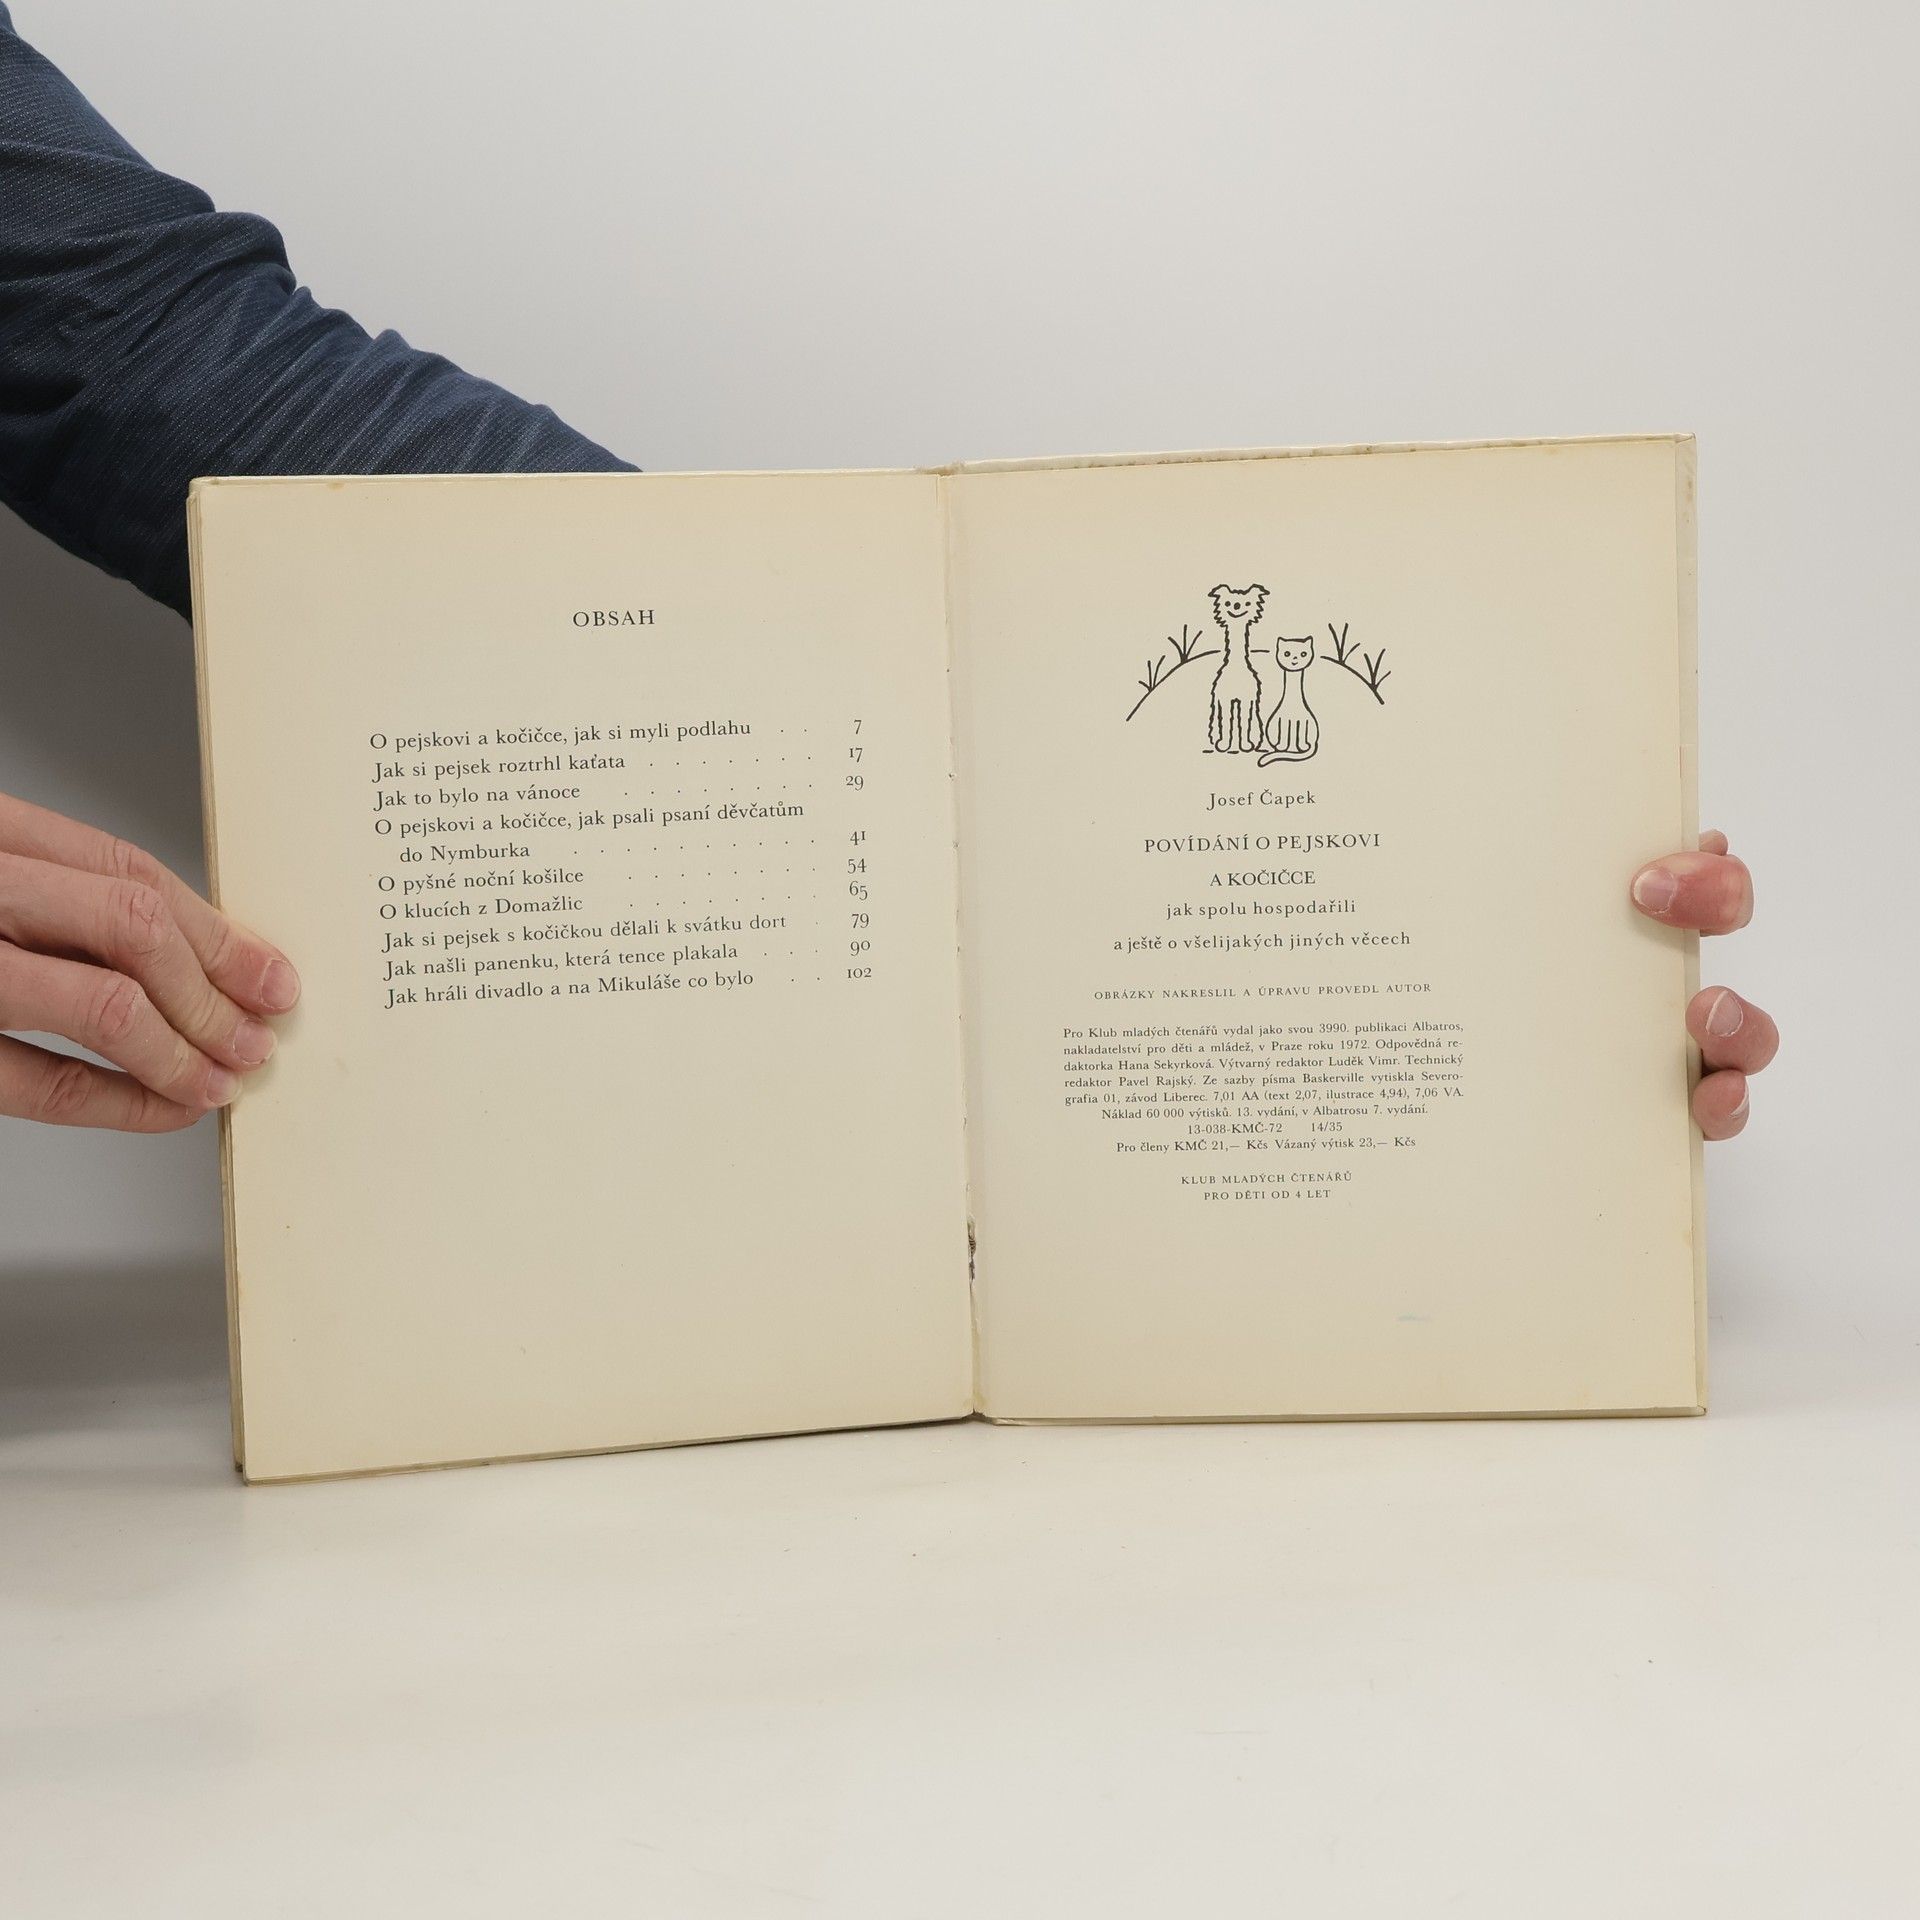 OBSAH
O pejskovi a kočičce, jak si myli podlahu . . 7
Jak si pejsek roztrhl kaťata . . . . . . . 17
Jak to bylo na vánoce . . . . . . . . 29
O pejskovi a kočičce, jak psali psaní děvčatům
do Nymburka . . . . . . . . . . 41
O pyšné noční košilce . . . . . . . . 54
O klucích z Domažlic . . . . . . . . 65
Jak si pejsek s kočičkou dělali k svátku dort . 79
Jak našli panenku, která tence plakala . . . 90
Jak hráli divadlo a na Mikuláše co bylo . . 102
Josef Čapek
POVÍDÁNÍ O PEJSKOVI
A KOČIČCE
jak spolu hospodařili
a ještě o všelijakých jiných věcech
OBRÁZKY NAKRESLIL A ÚPRAVU PROVEDL AUTOR
Pro Klub mladých čtenářů vydal jako svou 3990. publikaci Albatros,
nakladatelství pro děti a mládež, v Praze roku 1972. Odpovědná re-
daktorka Hana Sekyrková. Výtvarný redaktor Luděk Vimr. Technický
redaktor Pavel Rajský. Ze sazby písma Baskerville vytiskla Severo-
grafia 01, závod Liberec. 7,01 AA (text 2,07, ilustrace 4,94), 7,06 VA.
Náklad 60 000 výtisků. 13. vydání, v Albatrosu 7. vydání.
13-038-KMČ-72 14/35
Pro členy KMČ 21,— Kčs Vázaný výtisk 23,— Kčs
KLUB MLADÝCH ČTENÁŘŮ
PRO DĚTI OD 4 LET